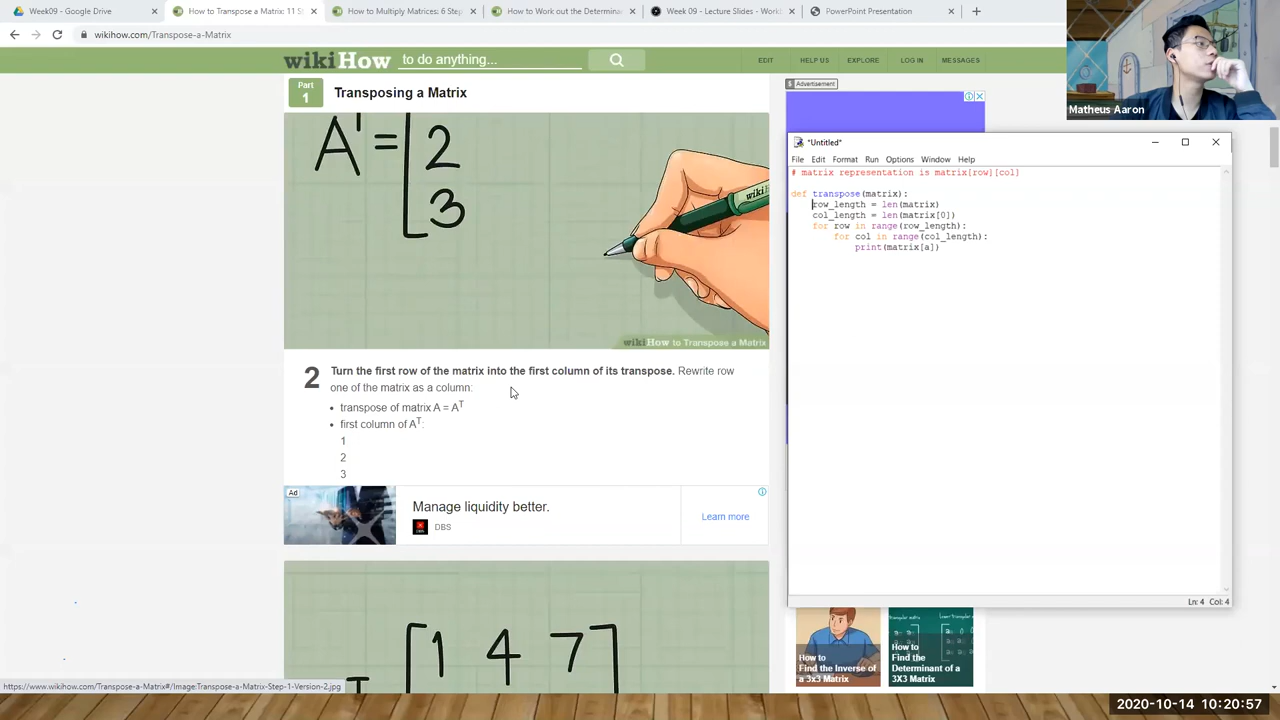 Week09 - Google Drive
How to Transpose a Matrix: 11 S
How to Multiply Matrices: 6 Step
How to Work out the Determina
Week 09 - Lecture Slides - Work
PowerPoint Presentation
wikihow.com/Transpose-a-Matrix
wikiHow to do anything...
EDIT HELP US EXPLORE LOG IN MESSAGES
Matheus Aaron
Part
1
Transposing a Matrix
Advertisement
2
3
wikiHow to Transpose a Matrix
2 Turn the first row of the matrix into the first column of its transpose. Rewrite row
one of the matrix as a column:
transpose of matrix A = Aᵀ
first column of Aᵀ:
1
2
3
Ad
Manage liquidity better.
DBS
Learn more
1 4 7
*Untitled*
File Edit Format Run Options Window Help
# matrix representation is matrix[row][col]
def transpose(matrix):
    row_length = len(matrix)
    col_length = len(matrix[0])
    for row in range(row_length):
        for col in range(col_length):
            print(matrix[a])
Ln: 4 Col: 4
How to
Find the Inverse of
a 3x3 Matrix
How to
Find the
Determinant of a
3X3 Matrix
https://www.wikihow.com/Transpose-a-Matrix#/Image:Transpose-a-Matrix-Step-1-Version-2.jpg
2020-10-14 10:20:57